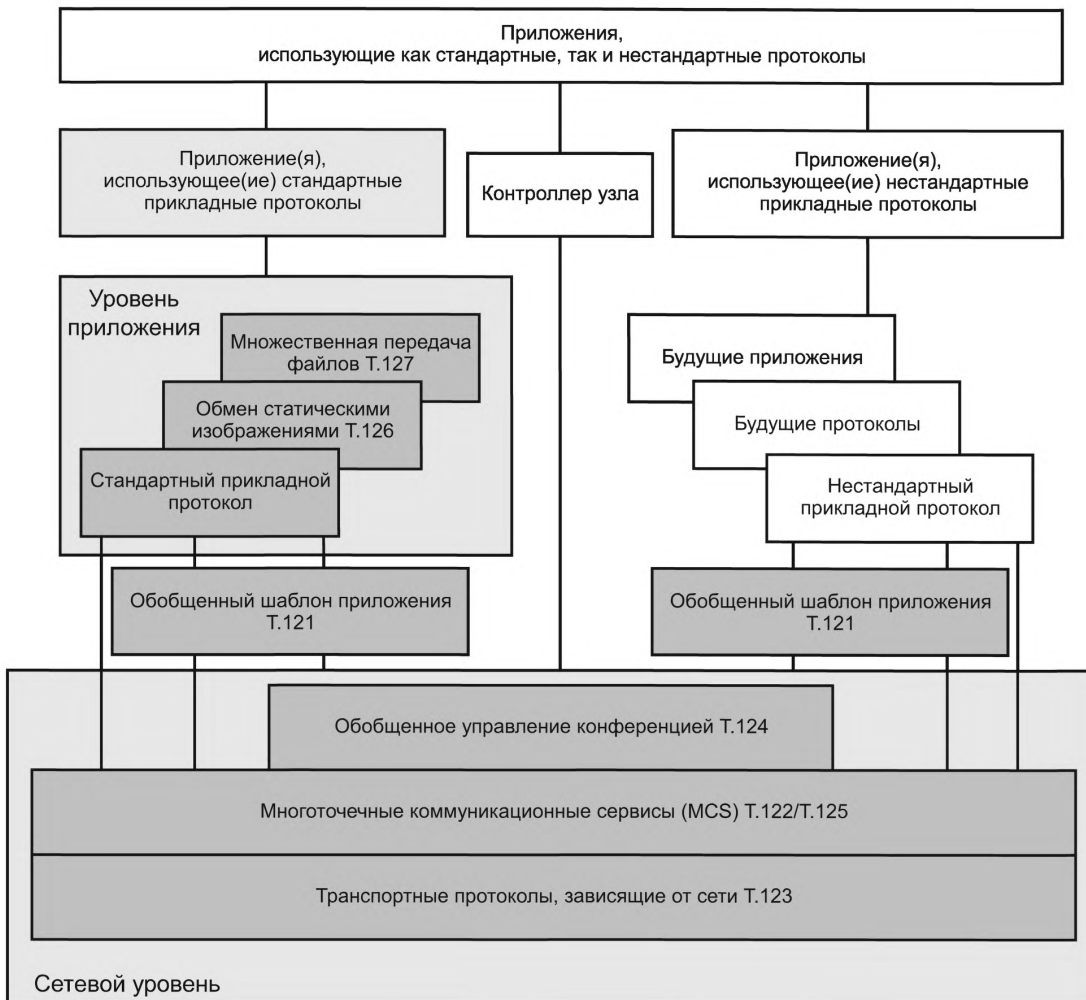 Приложения,
использующие как стандартные, так и нестандартные протоколы
Приложение(я),
использующее(ие) стандартные
прикладные протоколы
Контроллер узла
Приложение(я),
использующее(ие) нестандартные
прикладные протоколы
Уровень
приложения
Множественная передача
файлов T.127
Обмен статическими
изображениями T.126
Стандартный прикладной
протокол
Будущие приложения
Будущие протоколы
Нестандартный
прикладной протокол
Обобщенный шаблон приложения
T.121
Обобщенный шаблон приложения
T.121
Обобщенное управление конференцией T.124
Многоточечные коммуникационные сервисы (MCS) T.122/T.125
Транспортные протоколы, зависящие от сети T.123
Сетевой уровень